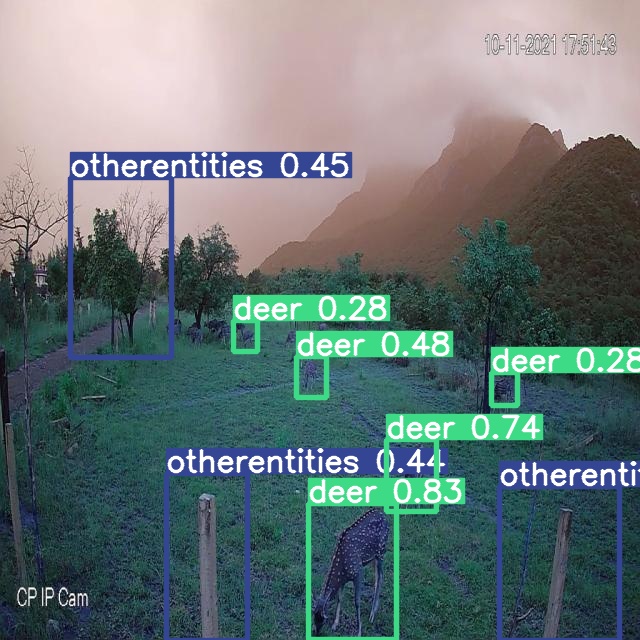 10-11-2021 17:51:43
otherentities 0.45
deer 0.28
deer 0.48
deer 0.28
deer 0.74
otherentities 0.44
otherentit
deer 0.83
CP IP Cam